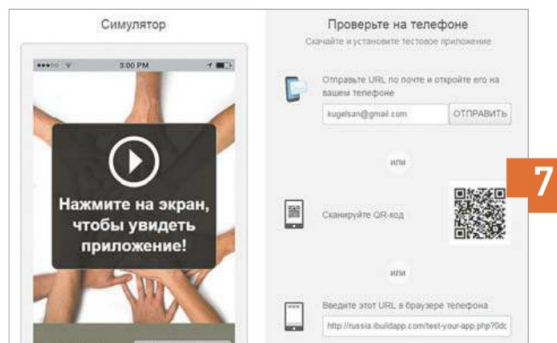 Симулятор
3:00 PM
Нажмите на экран,
чтобы увидеть
приложение!
Проверьте на телефоне
Скачайте и установите тестовое приложение
Отправьте URL по почте и откройте его на
вашем телефоне
kugelsan@gmail.com
ОТПРАВИТЬ
или
Сканируйте QR-код
7
или
Введите этот URL в браузере телефона
http://russia.ibuildapp.com/test-your-app.php?0dc